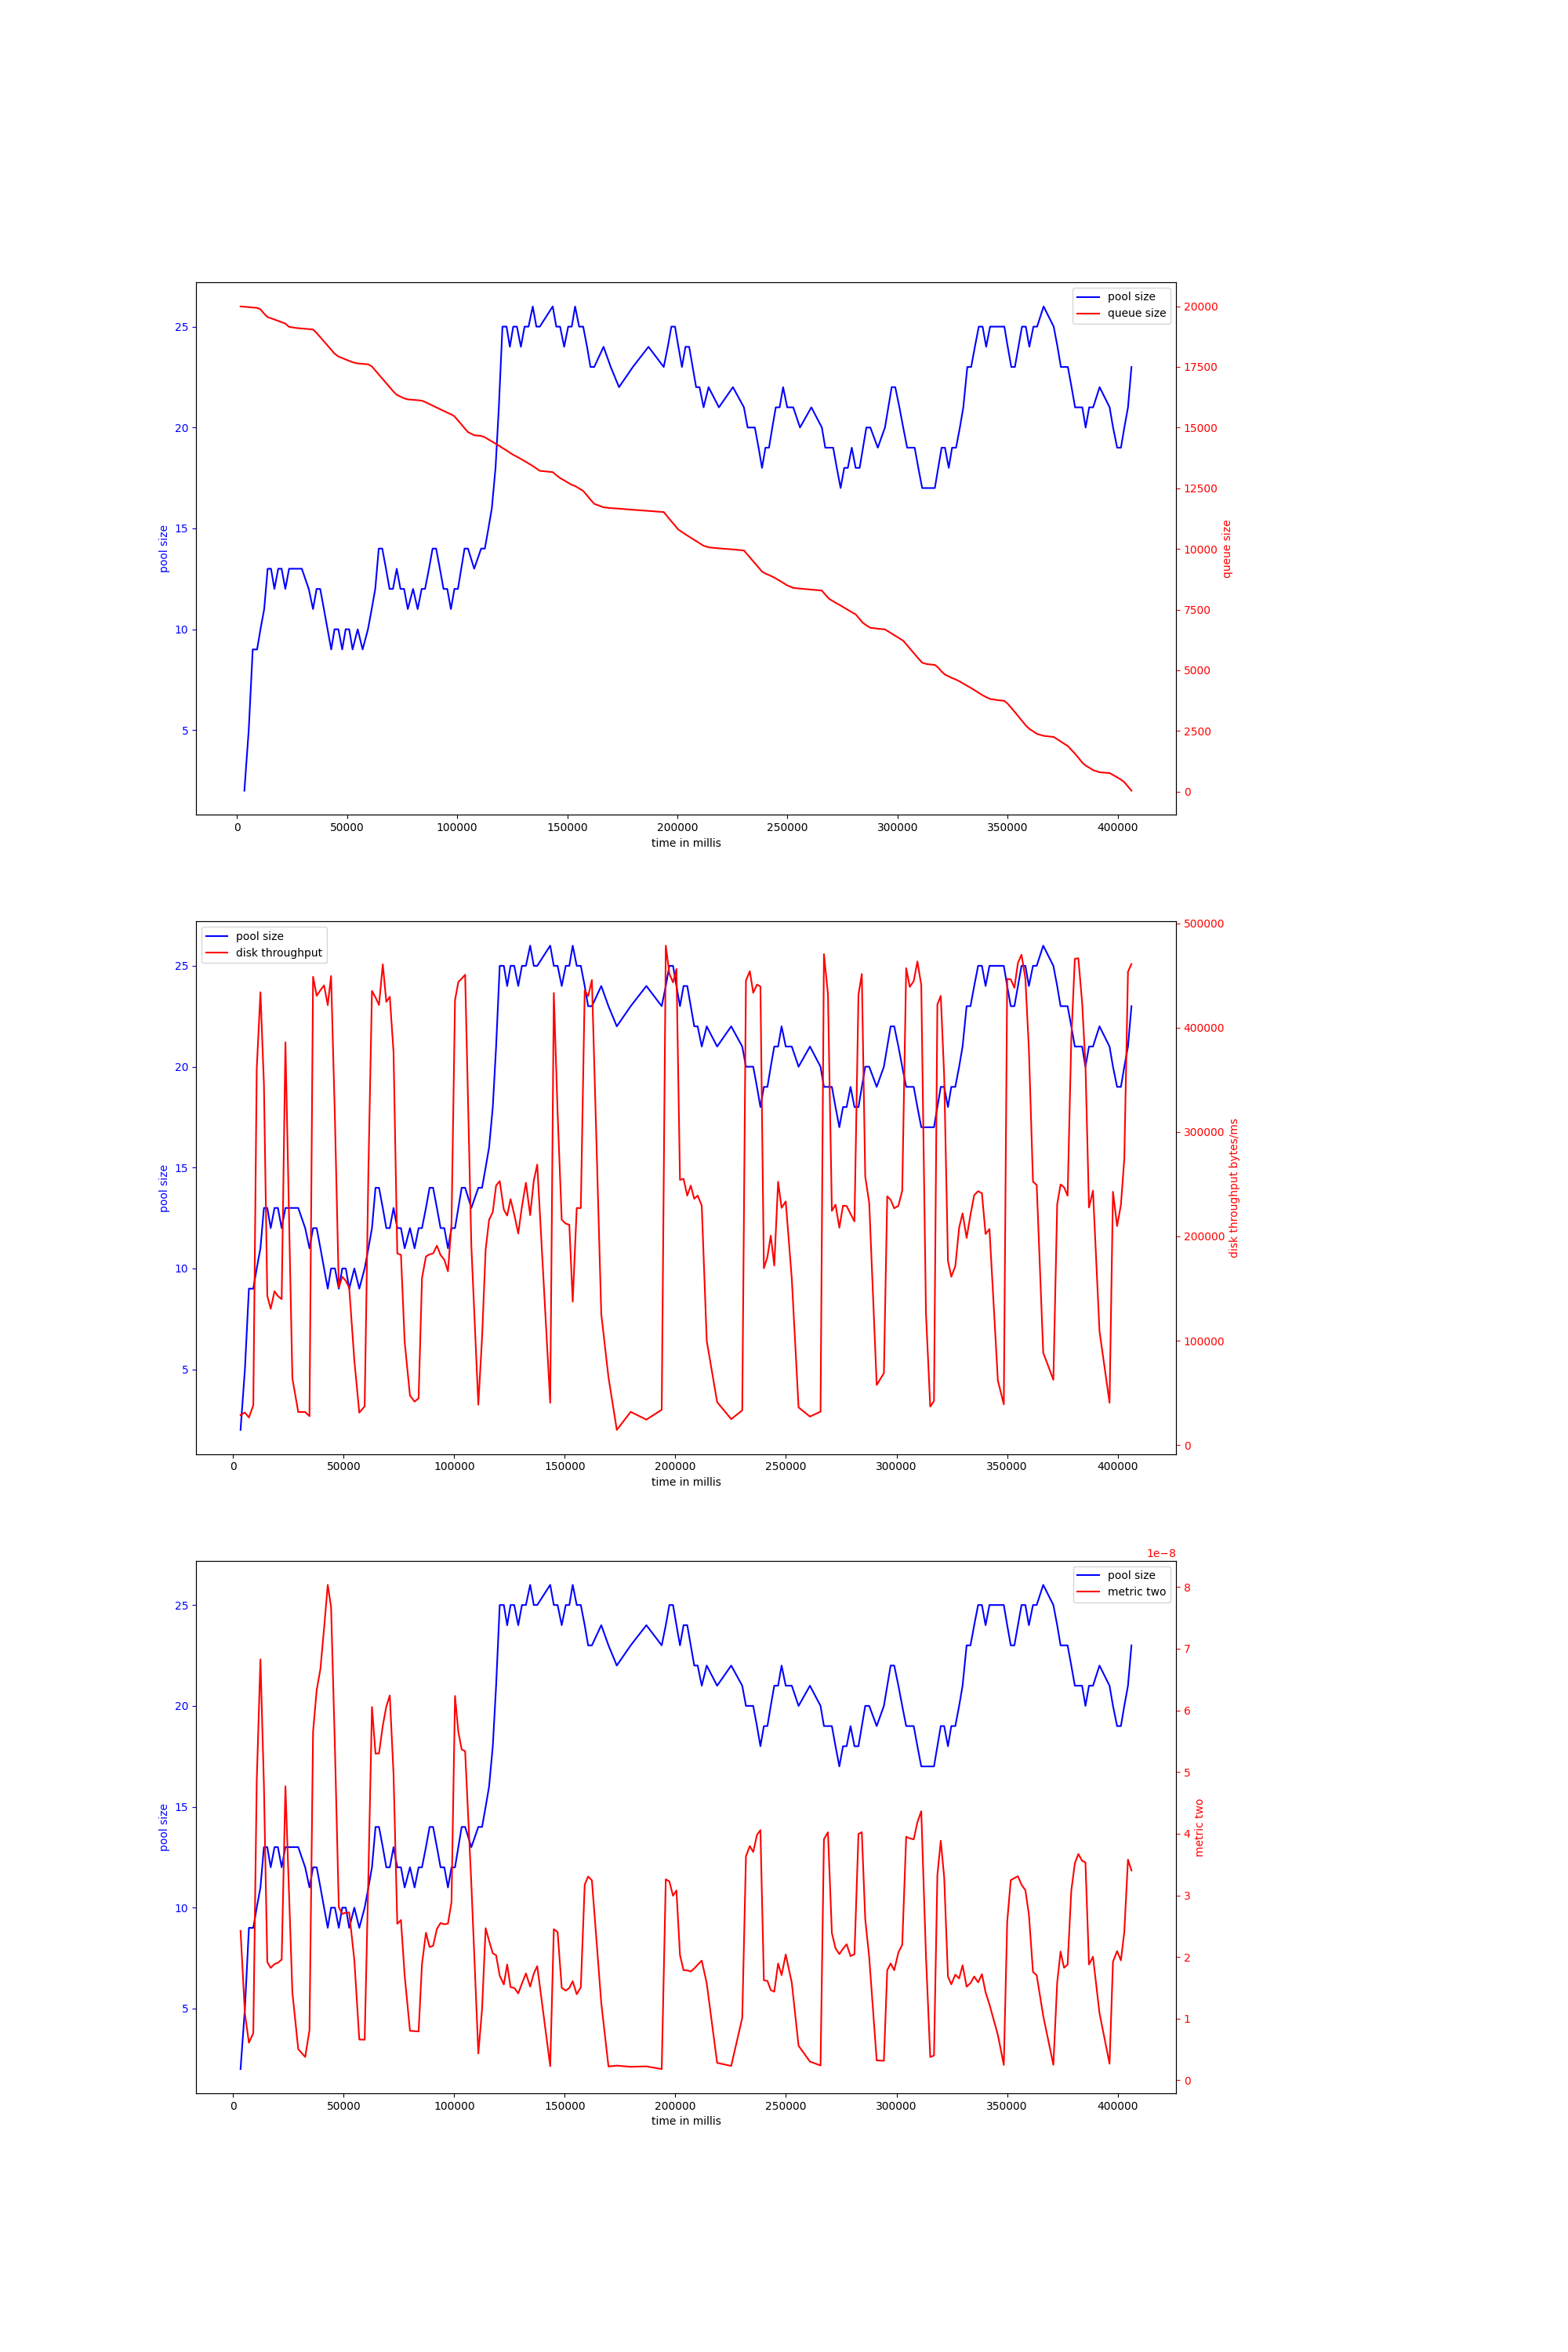 pool size
queue size
25
20
15
10
5
pool size
20000
17500
15000
12500
10000
7500
5000
2500
0
queue size
0 50000 100000 150000 200000 250000 300000 350000 400000
time in millis
pool size
disk throughput
25
20
15
10
5
pool size
500000
400000
300000
200000
100000
0
disk throughput bytes/ms
0 50000 100000 150000 200000 250000 300000 350000 400000
time in millis
1e−8
pool size
metric two
25
20
15
10
5
pool size
8
7
6
5
4
3
2
1
0
metric two
0 50000 100000 150000 200000 250000 300000 350000 400000
time in millis